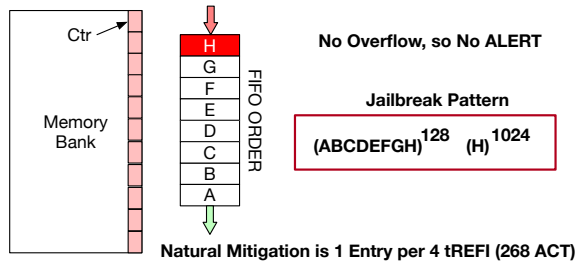 Ctr
Memory
Bank
H
G
F
E
D
C
B
A
FIFO ORDER
No Overflow, so No ALERT
Jailbreak Pattern
(ABCDEFGH)128 (H)1024
Natural Mitigation is 1 Entry per 4 tREFI (268 ACT)